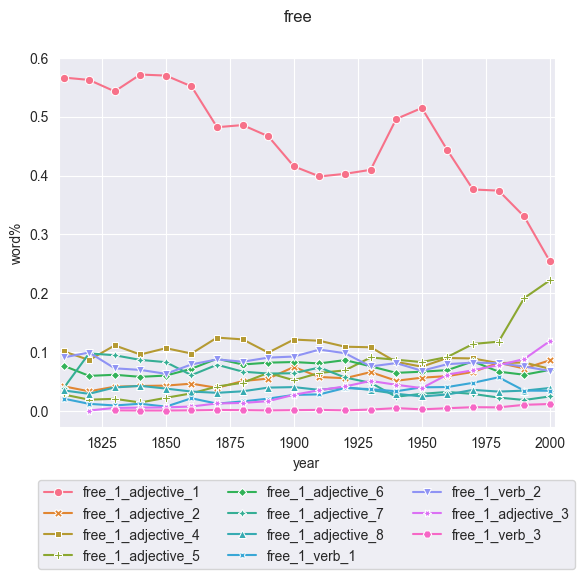 free
0.6
0.5
0.4
0.3
0.2
0.1
0.0
word%
1825 1850 1875 1900 1925 1950 1975 2000
year
free_1_adjective_1 free_1_adjective_6 free_1_verb_2
free_1_adjective_2 free_1_adjective_7 free_1_adjective_3
free_1_adjective_4 free_1_adjective_8 free_1_verb_3
free_1_adjective_5 free_1_verb_1